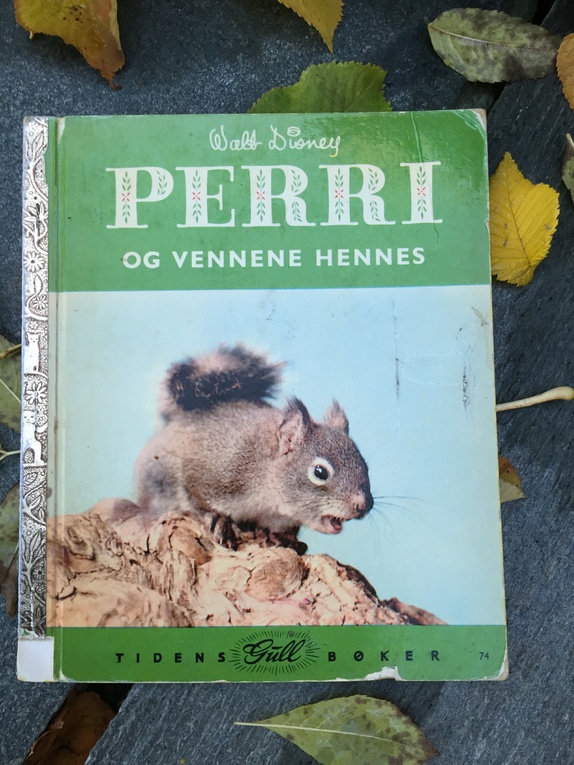 Walt Disney
PERRI
OG VENNENE HENNES
TIDENS Gull BØKER 74